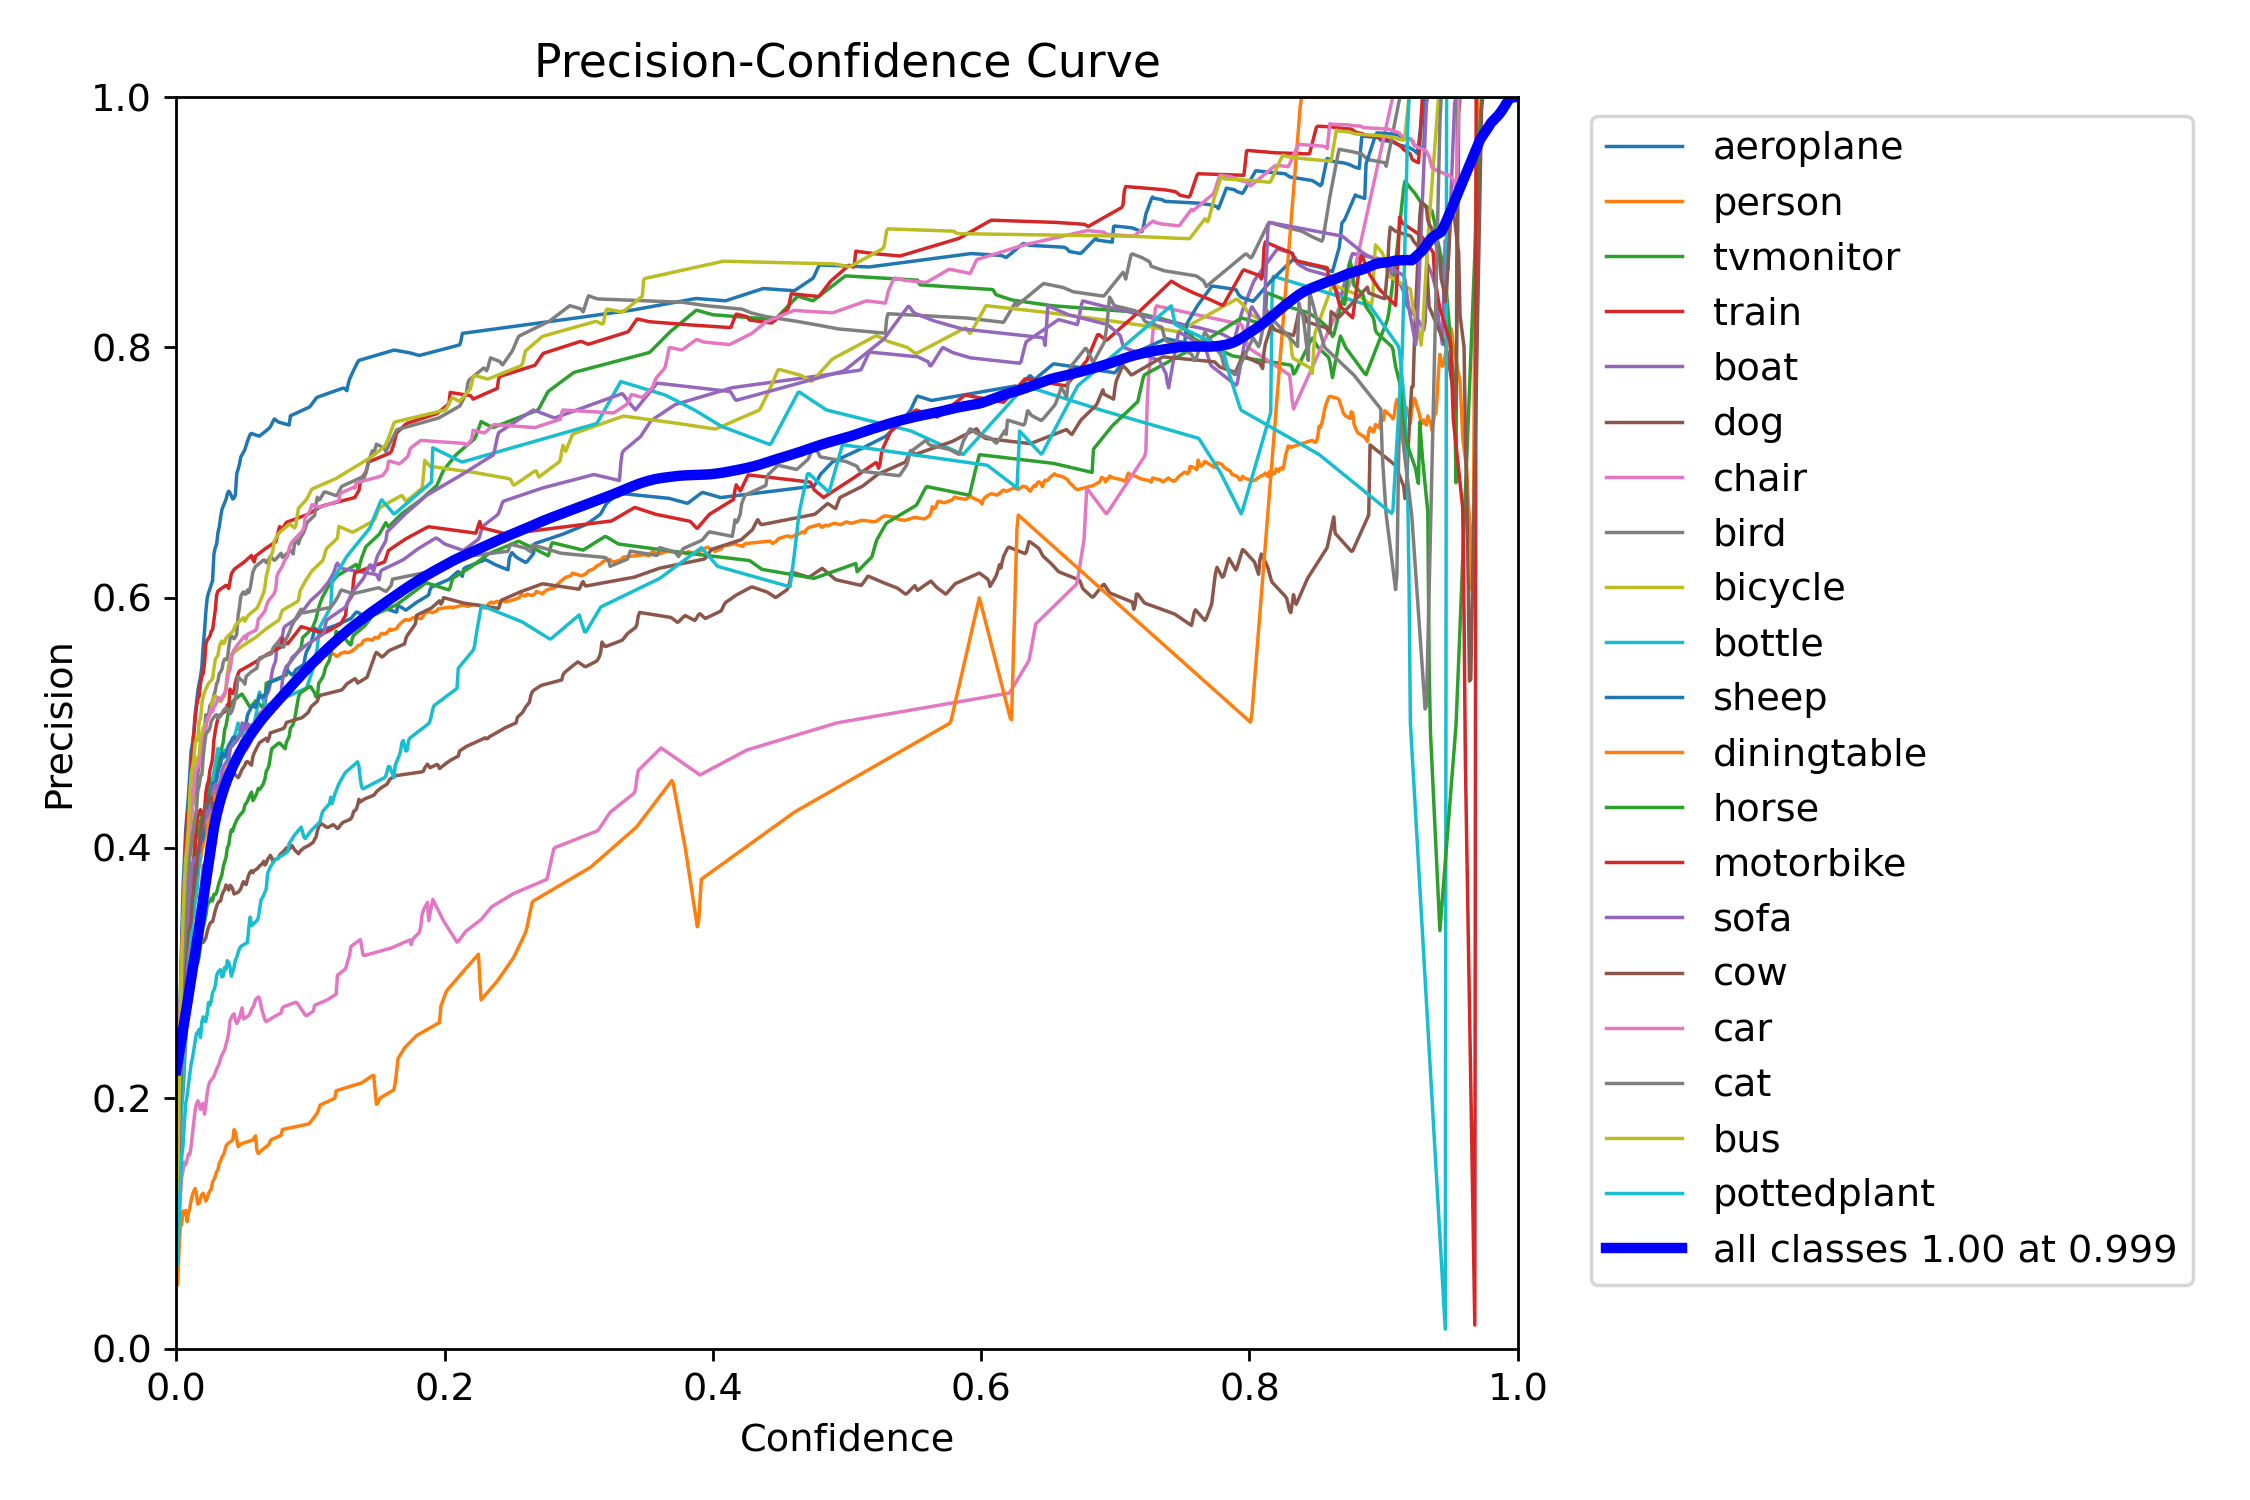 Precision-Confidence Curve
1.0
0.8
0.6
0.4
0.2
0.0
Precision
0.0 0.2 0.4 0.6 0.8 1.0
Confidence
aeroplane
person
tvmonitor
train
boat
dog
chair
bird
bicycle
bottle
sheep
diningtable
horse
motorbike
sofa
cow
car
cat
bus
pottedplant
all classes 1.00 at 0.999